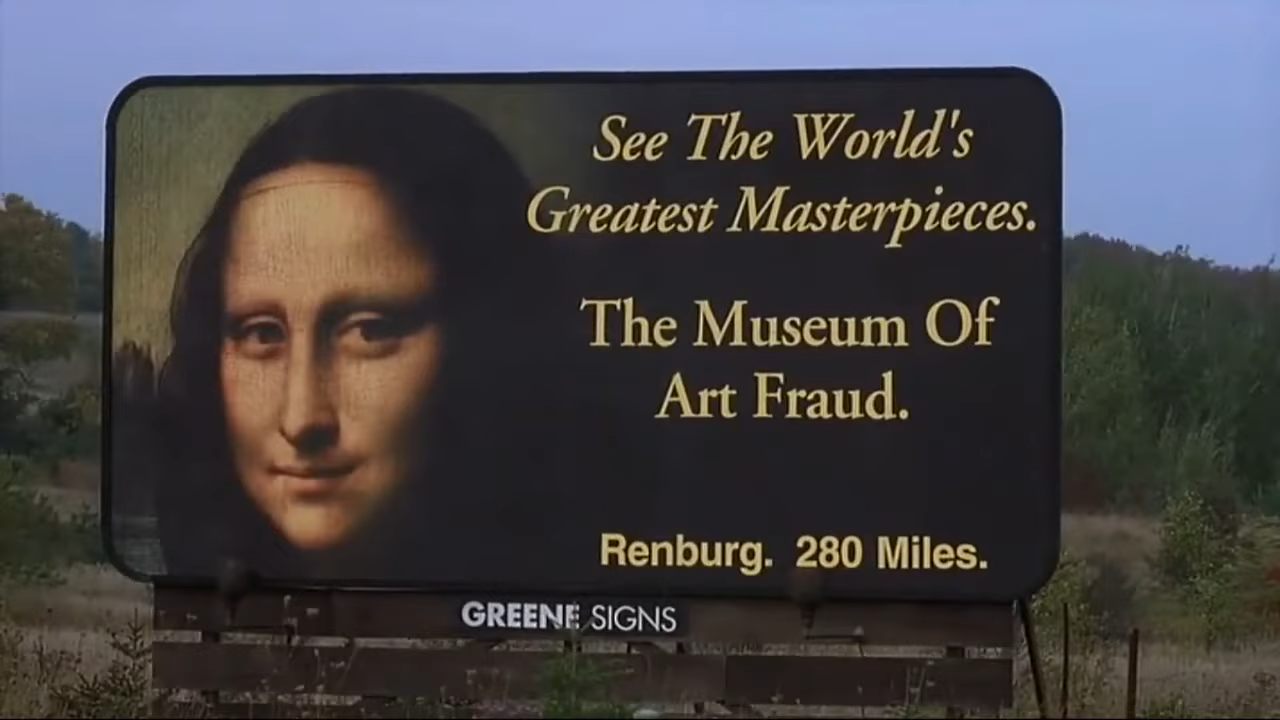 See The World's
Greatest Masterpieces.
The Museum Of
Art Fraud.
Renburg. 280 Miles.
GREENE SIGNS